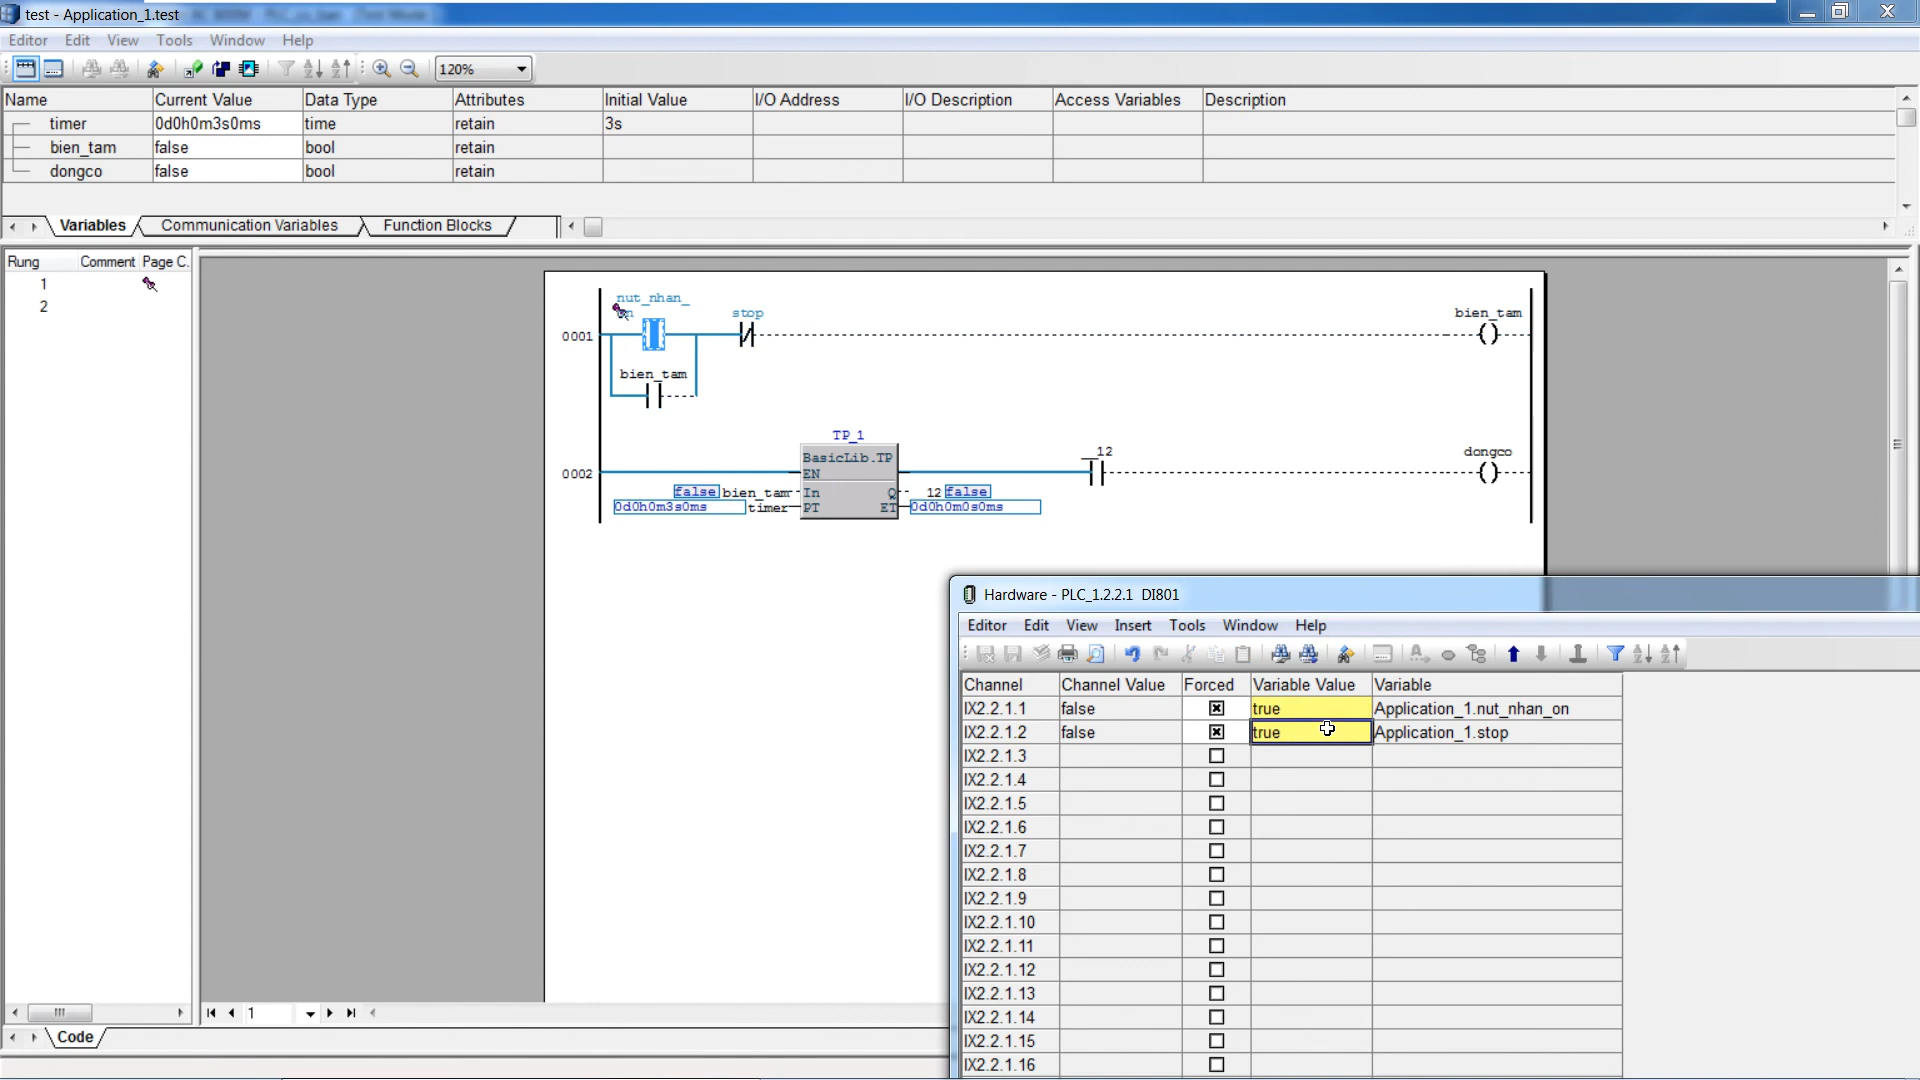 test - Application_1.test
Editor Edit View Tools Window Help
120%
Name Current Value Data Type Attributes Initial Value I/O Address I/O Description Access Variables Description
timer 0d0h0m3s0ms time retain 3s
bien_tam false bool retain
dongco false bool retain
Variables Communication Variables Function Blocks
Rung Comment Page C.
1
2
nut_nhan_
stop
bien_tam
0001
bien_tam
TP_1
BasicLib.TP
__12
dongco
0002
EN
false bien_tam In Q 12 false
0d0h0m3s0ms timer PT ET 0d0h0m0s0ms
Hardware - PLC_1.2.2.1 DI801
Editor Edit View Insert Tools Window Help
Channel Channel Value Forced Variable Value Variable
IX2.2.1.1 false true Application_1.nut_nhan_on
IX2.2.1.2 false true Application_1.stop
IX2.2.1.3
IX2.2.1.4
IX2.2.1.5
IX2.2.1.6
IX2.2.1.7
IX2.2.1.8
IX2.2.1.9
IX2.2.1.10
IX2.2.1.11
IX2.2.1.12
IX2.2.1.13
IX2.2.1.14
IX2.2.1.15
IX2.2.1.16
1
Code